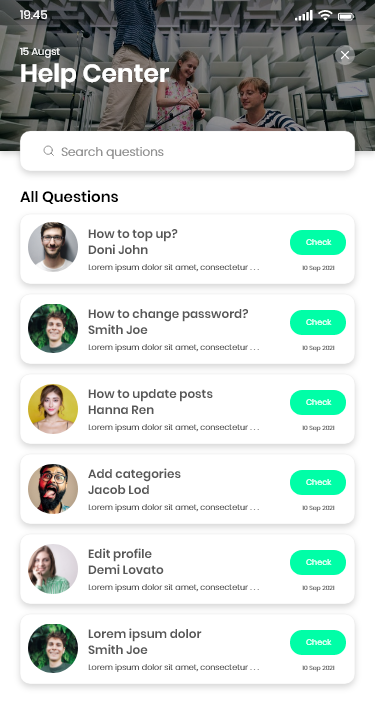 19.45
15 Augst
Help Center
Search questions
All Questions
How to top up?
Doni John
Lorem ipsum dolor sit amet, consectetur . . .
Check
10 Sep 2021
How to change password?
Smith Joe
Lorem ipsum dolor sit amet, consectetur . . .
Check
10 Sep 2021
How to update posts
Hanna Ren
Lorem ipsum dolor sit amet, consectetur . . .
Check
10 Sep 2021
Add categories
Jacob Lod
Lorem ipsum dolor sit amet, consectetur . . .
Check
10 Sep 2021
Edit profile
Demi Lovato
Lorem ipsum dolor sit amet, consectetur . . .
Check
10 Sep 2021
Lorem ipsum dolor
Smith Joe
Lorem ipsum dolor sit amet, consectetur . . .
Check
10 Sep 2021